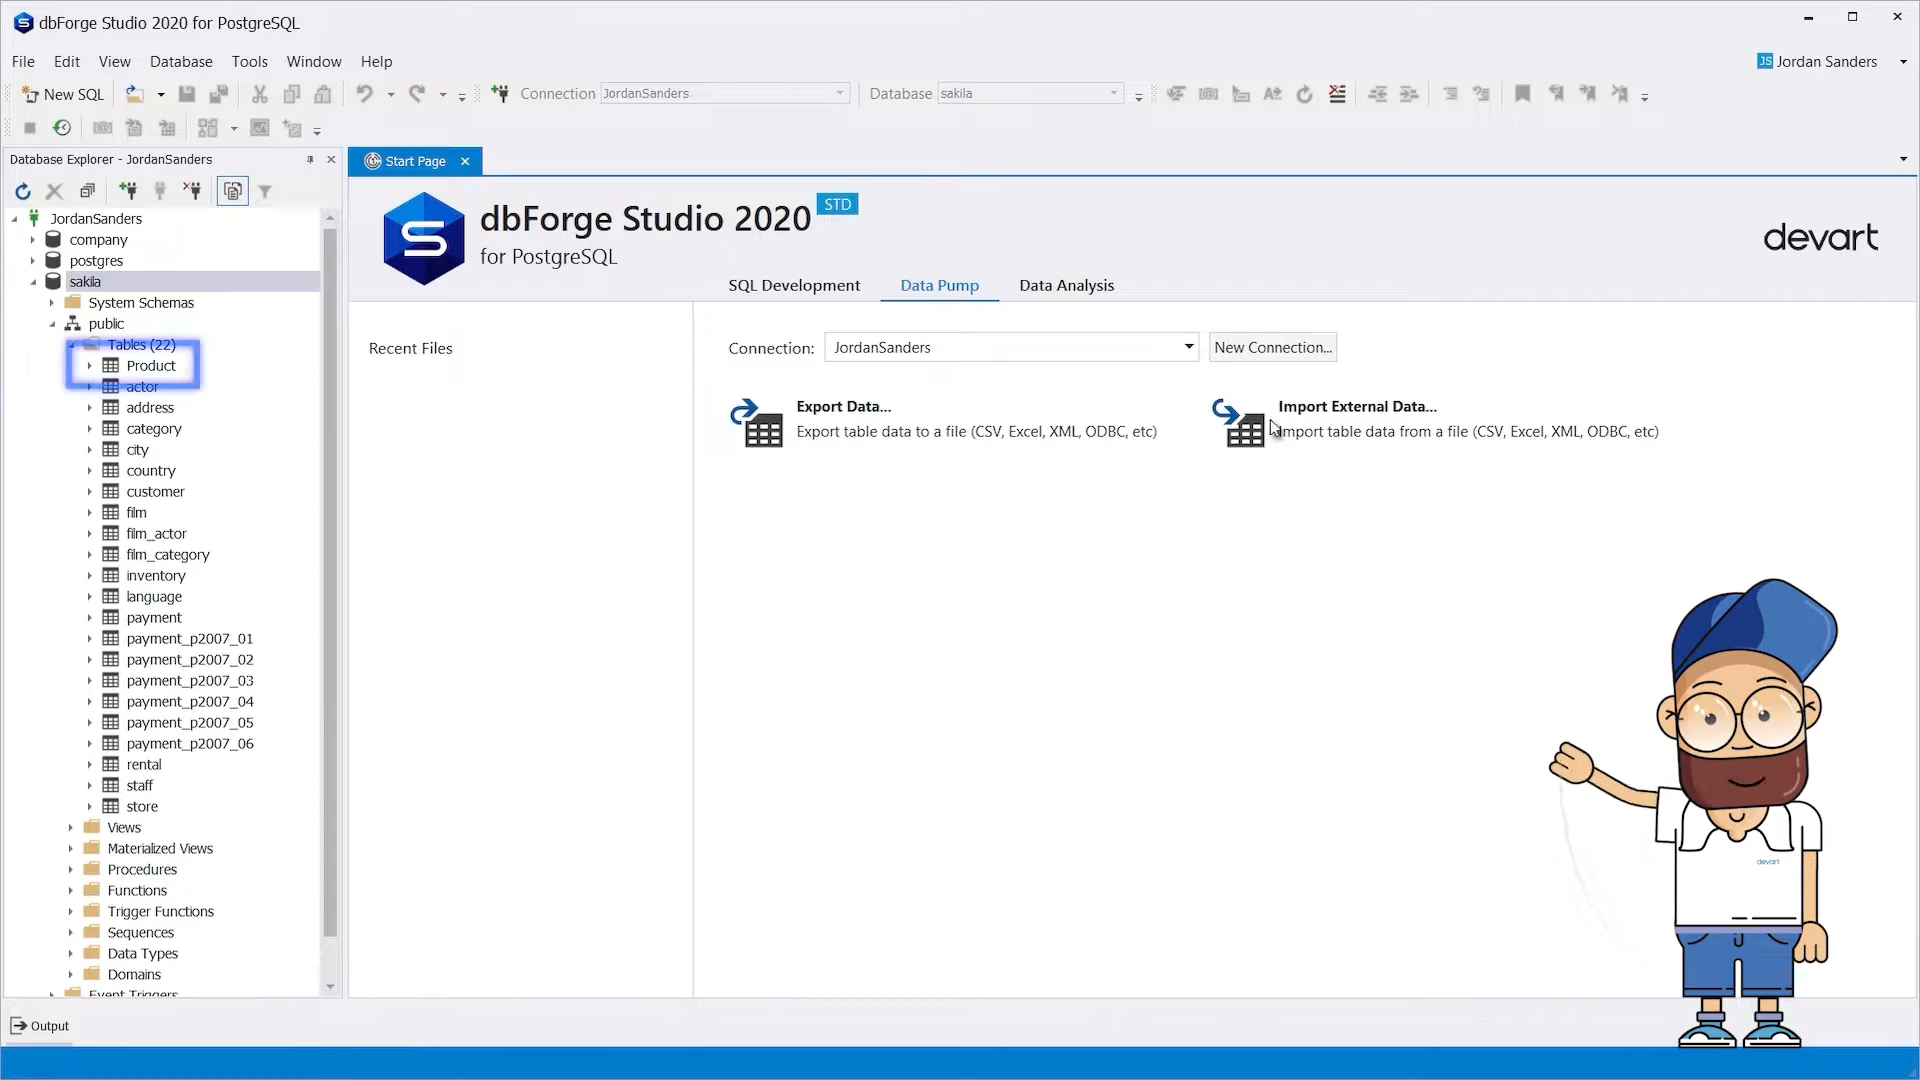 dbForge Studio 2020 for PostgreSQL
File Edit View Database Tools Window Help
JS Jordan Sanders
New SQL
Connection JordanSanders
Database sakila
Database Explorer - JordanSanders
Start Page
JordanSanders
company
postgres
sakila
System Schemas
public
Tables (22)
Product
actor
address
category
city
country
customer
film
film_actor
film_category
inventory
language
payment
payment_p2007_01
payment_p2007_02
payment_p2007_03
payment_p2007_04
payment_p2007_05
payment_p2007_06
rental
staff
store
Views
Materialized Views
Procedures
Functions
Trigger Functions
Sequences
Data Types
Domains
Event Triggers
dbForge Studio 2020 STD
for PostgreSQL
devart
SQL Development Data Pump Data Analysis
Recent Files
Connection: JordanSanders New Connection...
Export Data...
Export table data to a file (CSV, Excel, XML, ODBC, etc)
Import External Data...
Import table data from a file (CSV, Excel, XML, ODBC, etc)
devart
Output